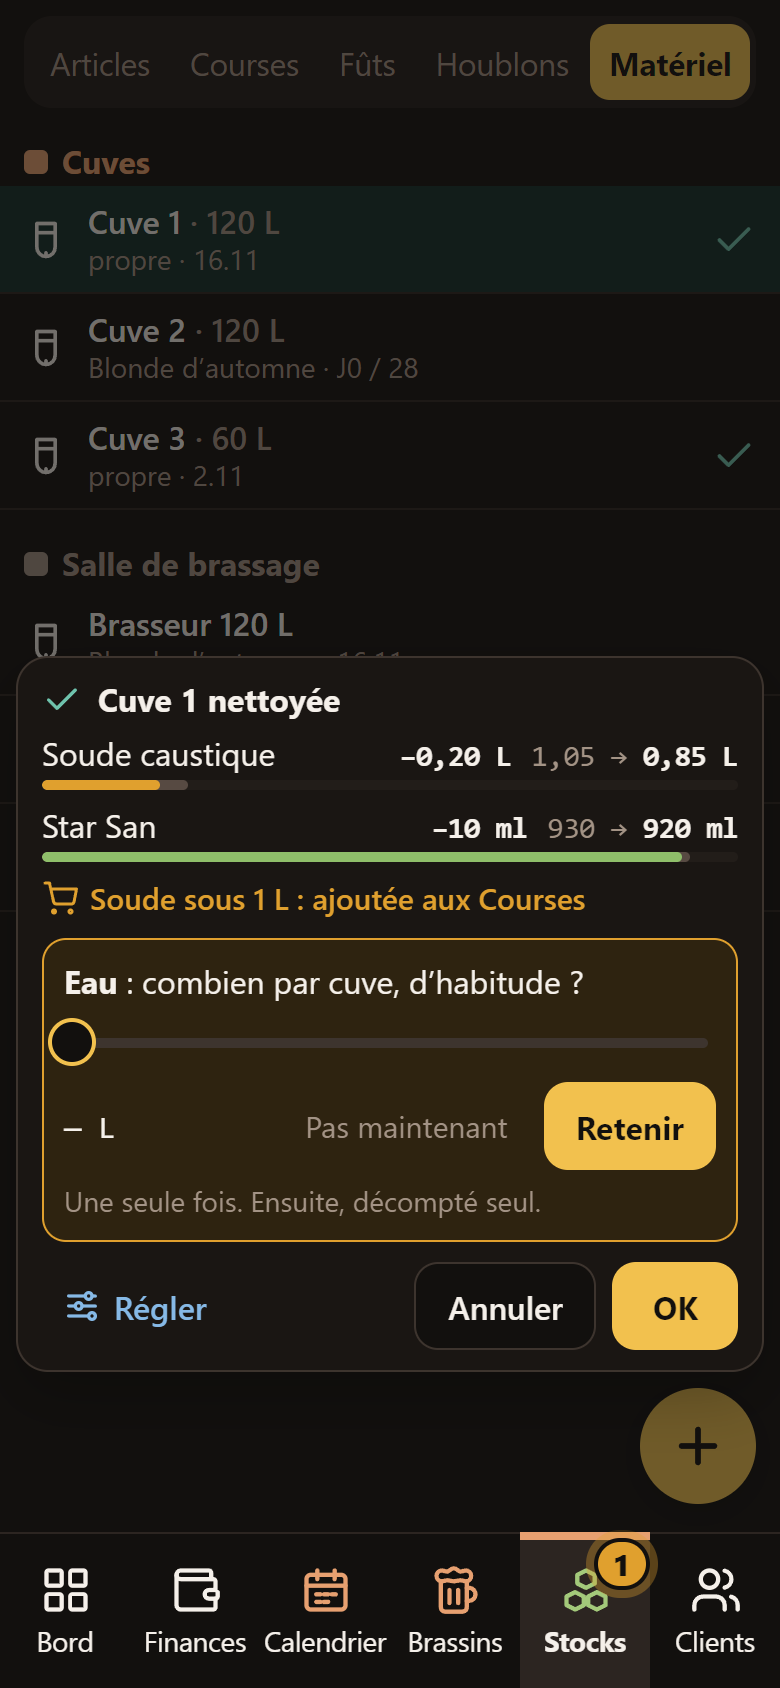 Articles Courses Fûts Houblons Matériel
Cuves
Cuve 1 · 120 L
propre · 16.11
Cuve 2 · 120 L
Blonde d’automne · J0 / 28
Cuve 3 · 60 L
propre · 2.11
Salle de brassage
Brasseur 120 L
Cuve 1 nettoyée
Soude caustique −0,20 L 1,05 → 0,85 L
Star San −10 ml 930 → 920 ml
Soude sous 1 L : ajoutée aux Courses
Eau : combien par cuve, d’habitude ?
— L Pas maintenant Retenir
Une seule fois. Ensuite, décompté seul.
Régler Annuler OK
1
Bord Finances Calendrier Brassins Stocks Clients